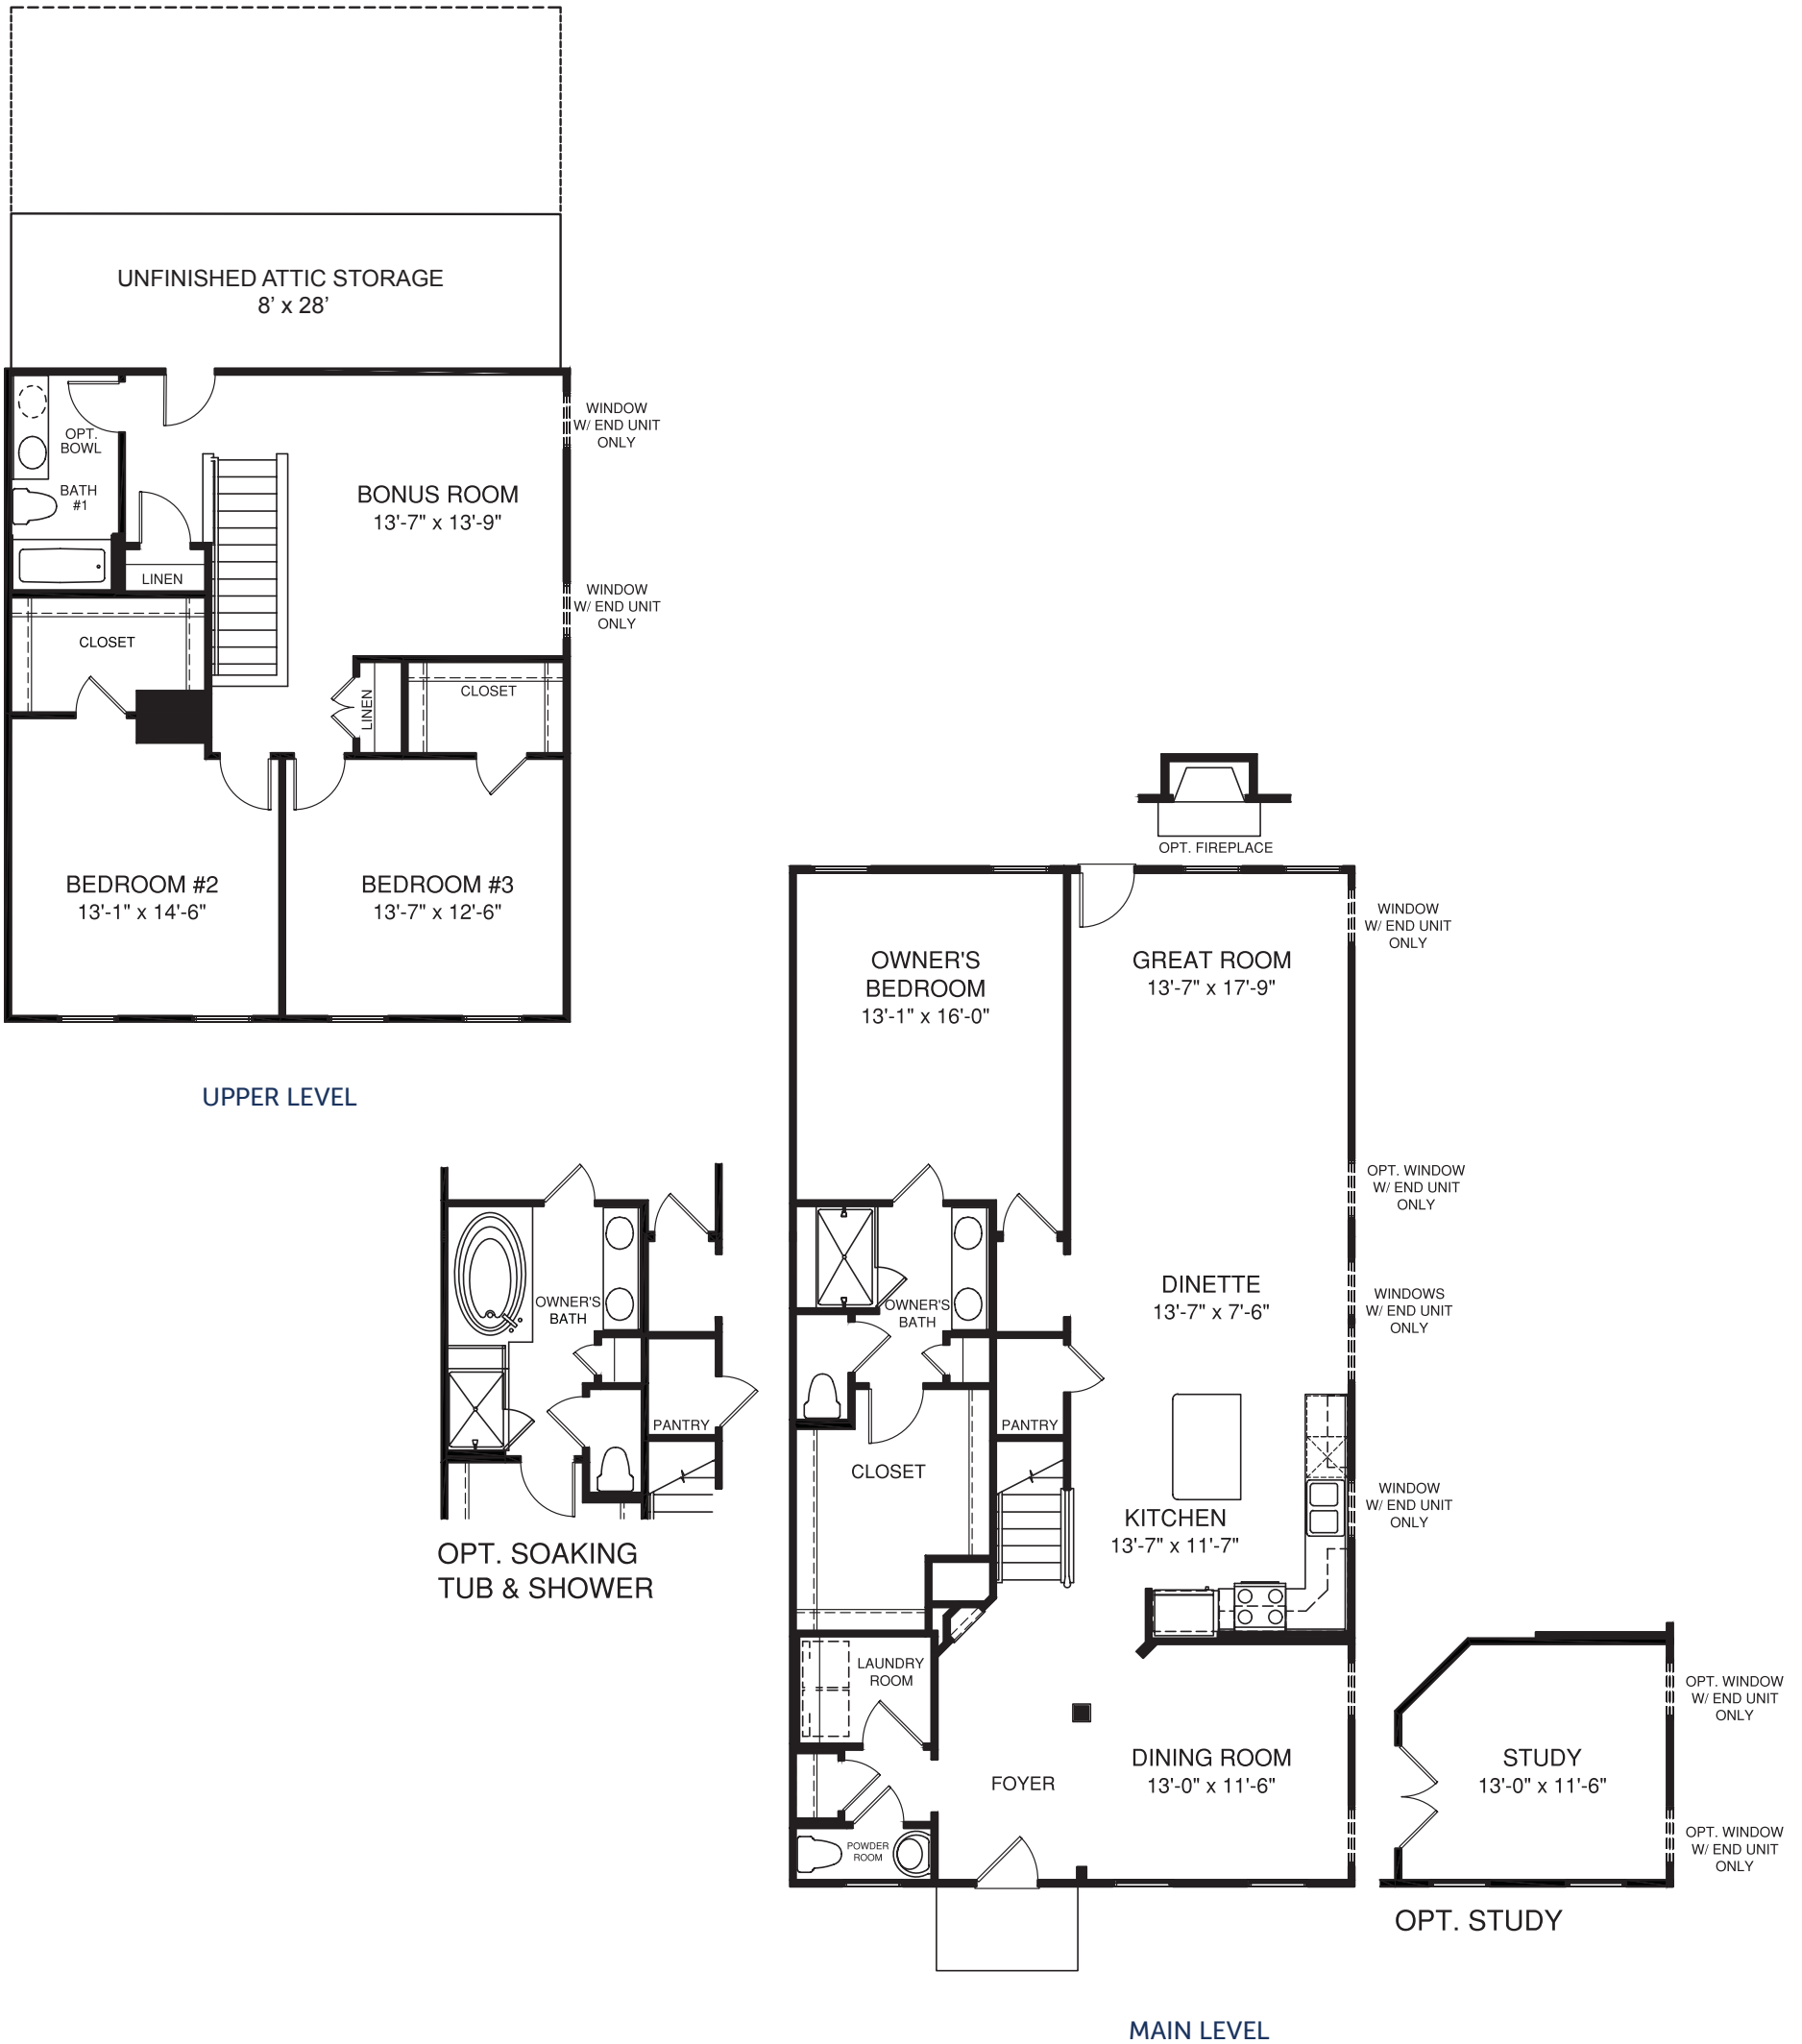 UNFINISHED ATTIC STORAGE
8’ x 28’
WINDOW
W/ END UNIT
ONLY
OPT.
BOWL
BATH
#1
BONUS ROOM
13'-7" x 13'-9"
LINEN
WINDOW
W/ END UNIT
ONLY
CLOSET
LINEN
CLOSET
BEDROOM #2
13'-1" x 14'-6"
BEDROOM #3
13'-7" x 12'-6"
UPPER LEVEL
OPT. FIREPLACE
OWNER'S
BEDROOM
13'-1" x 16'-0"
GREAT ROOM
13'-7" x 17'-9"
WINDOW
W/ END UNIT
ONLY
OPT. WINDOW
W/ END UNIT
ONLY
OWNER'S
BATH
DINETTE
13'-7" x 7'-6"
WINDOWS
W/ END UNIT
ONLY
PANTRY
CLOSET
KITCHEN
13'-7" x 11'-7"
WINDOW
W/ END UNIT
ONLY
LAUNDRY
ROOM
FOYER
DINING ROOM
13'-0" x 11'-6"
POWDER
ROOM
MAIN LEVEL
OWNER'S
BATH
PANTRY
OPT. SOAKING
TUB & SHOWER
STUDY
13'-0" x 11'-6"
OPT. WINDOW
W/ END UNIT
ONLY
OPT. WINDOW
W/ END UNIT
ONLY
OPT. STUDY